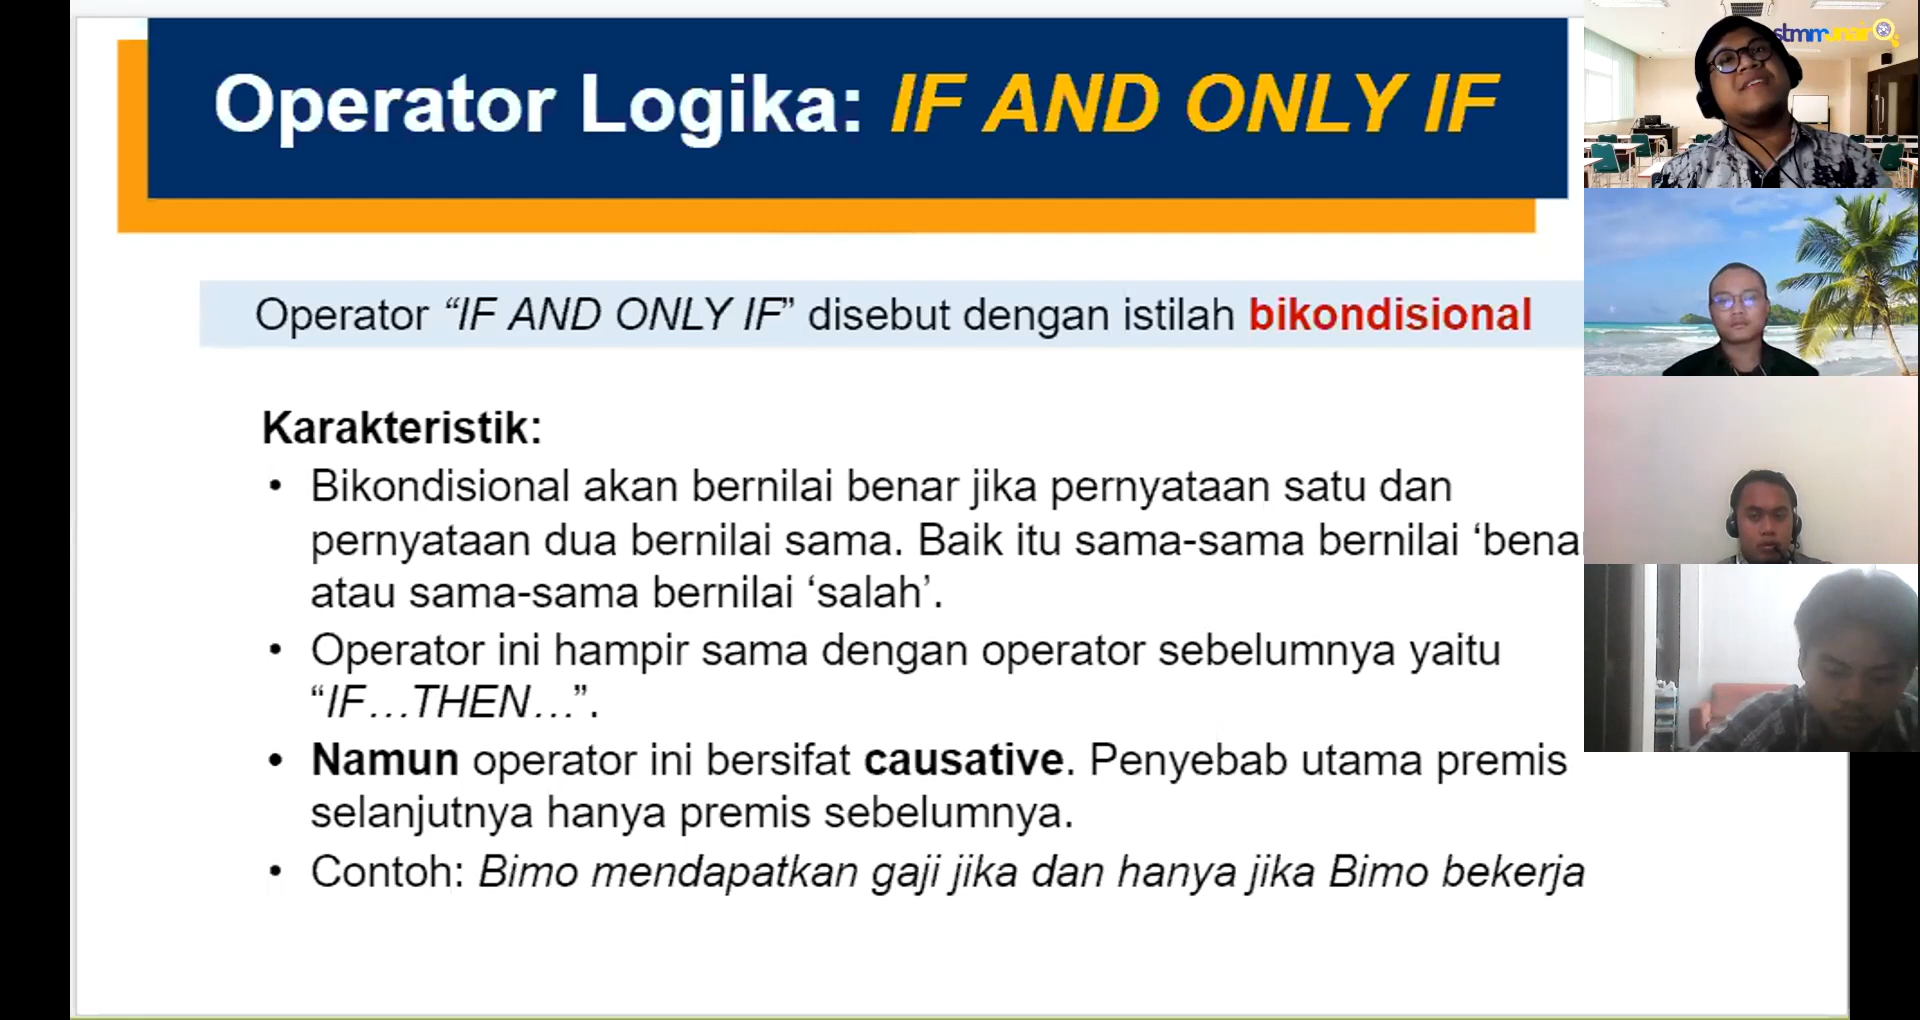 Operator Logika: IF AND ONLY IF
stmmunair
Operator “IF AND ONLY IF” disebut dengan istilah bikondisional
Karakteristik:
• Bikondisional akan bernilai benar jika pernyataan satu dan
pernyataan dua bernilai sama. Baik itu sama-sama bernilai ‘bena
atau sama-sama bernilai ‘salah’.
• Operator ini hampir sama dengan operator sebelumnya yaitu
“IF…THEN…”.
• Namun operator ini bersifat causative. Penyebab utama premis
selanjutnya hanya premis sebelumnya.
• Contoh: Bimo mendapatkan gaji jika dan hanya jika Bimo bekerja